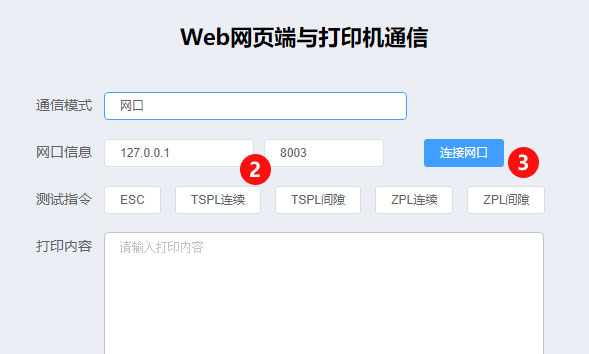 Web网页端与打印机通信
通信模式 网口
网口信息 127.0.0.1 8003 连接网口
2 3
测试指令 ESC TSPL连续 TSPL间隙 ZPL连续 ZPL间隙
打印内容 请输入打印内容